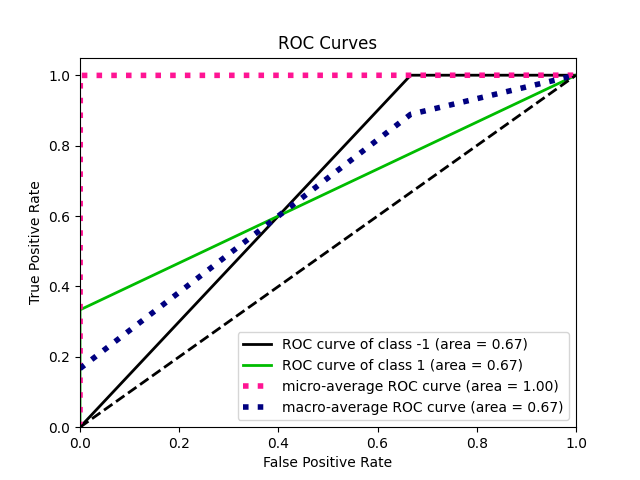 ROC Curves
True Positive Rate
1.0
0.8
0.6
0.4
0.2
0.0
ROC curve of class -1 (area = 0.67)
ROC curve of class 1 (area = 0.67)
micro-average ROC curve (area = 1.00)
macro-average ROC curve (area = 0.67)
0.0 0.2 0.4 0.6 0.8 1.0
False Positive Rate